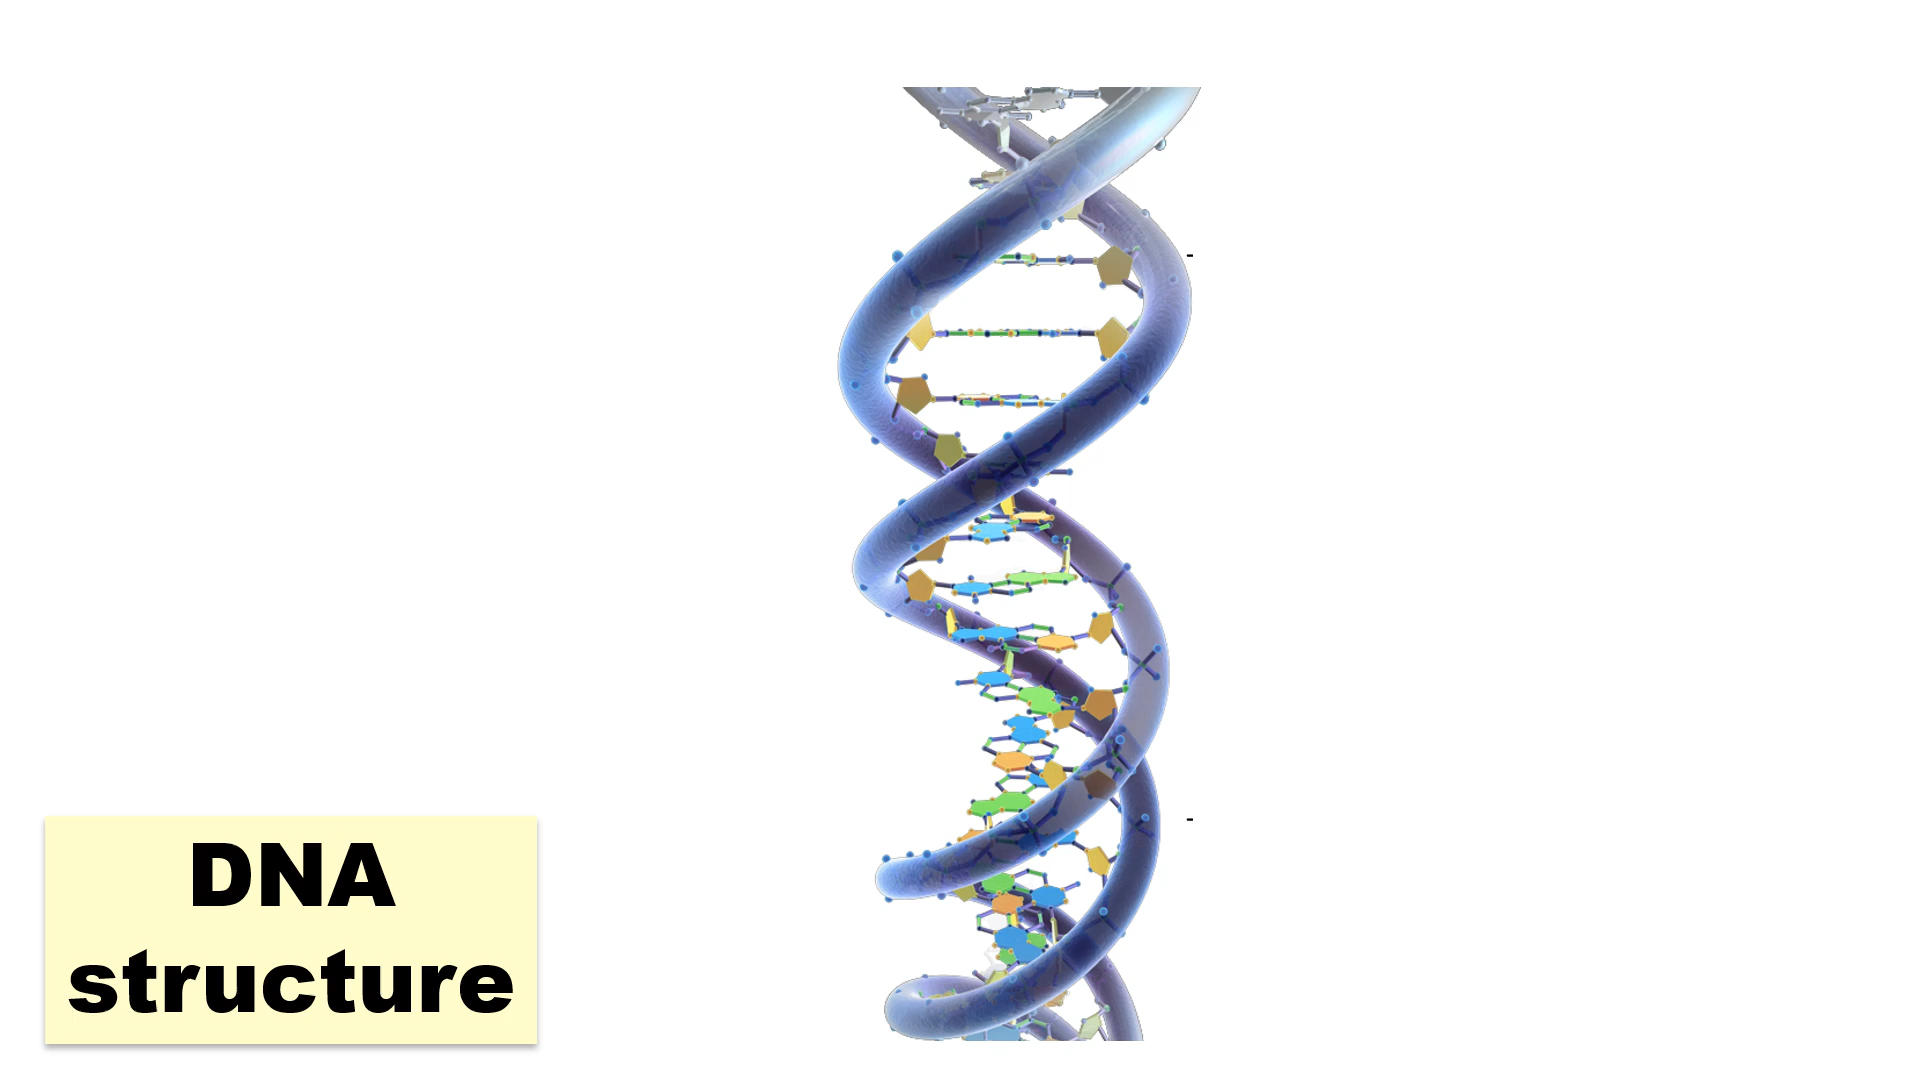 -
-
DNA
structure